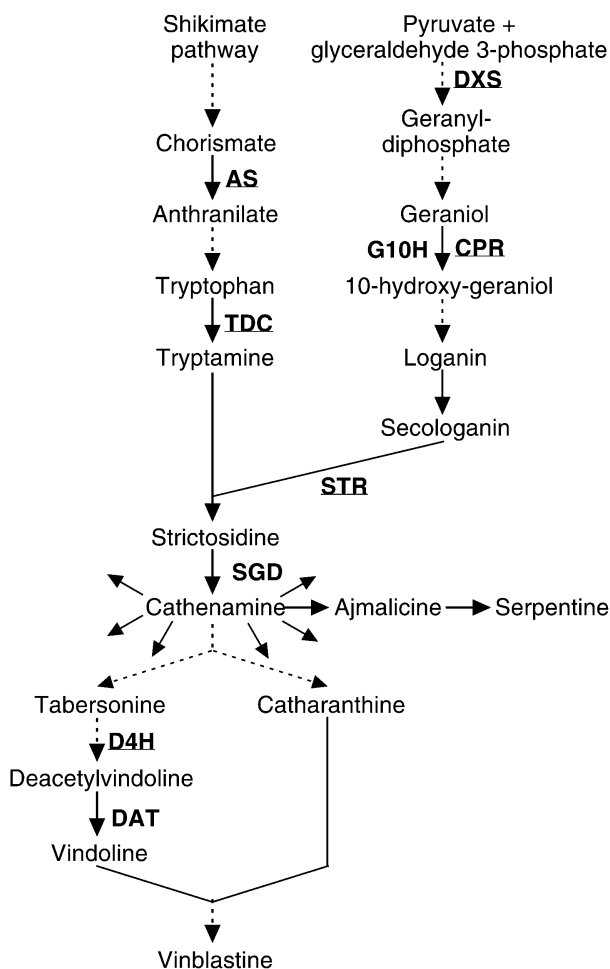 Shikimate
pathway
Pyruvate +
glyceraldehyde 3-phosphate
DXS
Geranyl-
diphosphate
Chorismate
AS
Anthranilate
Geraniol
G10H CPR
Tryptophan
10-hydroxy-geraniol
TDC
Tryptamine
Loganin
Secologanin
STR
Strictosidine
SGD
Cathenamine Ajmalicine Serpentine
Tabersonine Catharanthine
D4H
Deacetylvindoline
DAT
Vindoline
Vinblastine